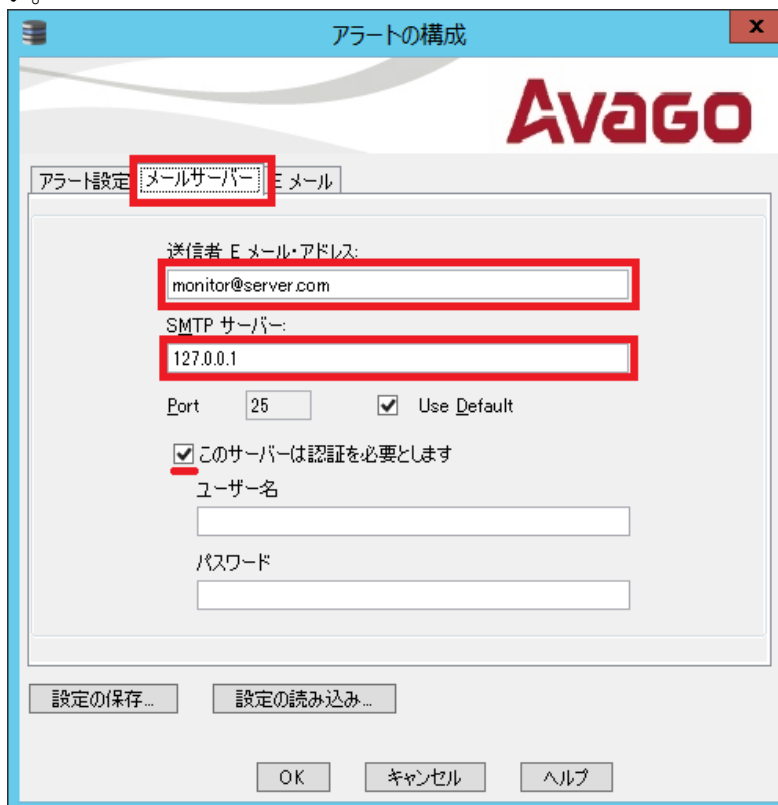 い。
アラートの構成
x
Avago
アラート設定 メールサーバー E メール
送信者 E メール・アドレス:
monitor@server.com
SMTP サーバー:
127.0.0.1
Port 25 Use Default
このサーバーは認証を必要とします
ユーザー名
パスワード
設定の保存... 設定の読み込み...
OK キャンセル ヘルプ